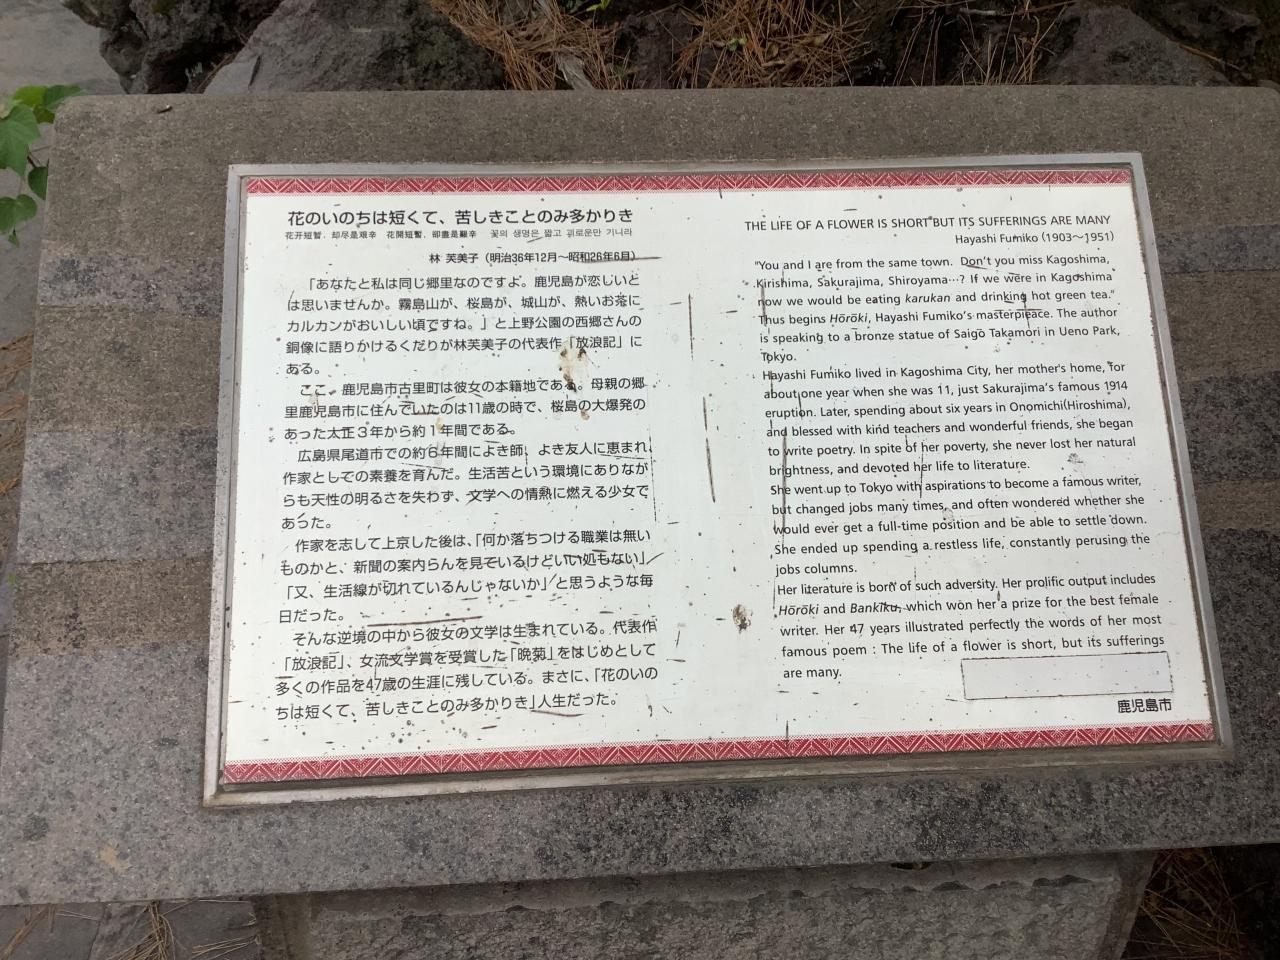 花のいのちは短くて、苦しきことのみ多かりき
花开短暂，却尽是艰辛　花開短暫，卻盡是艱辛　꽃의 생명은 짧고 괴로운만 기니라
林 芙美子（明治36年12月～昭和26年6月）
「あなたと私は同じ郷里なのですよ。鹿児島が恋しいと
は思いませんか。霧島山が、桜島が、城山が、熱いお茶に
カルカンがおいしい頃ですね。」と上野公園の西郷さんの
銅像に語りかけるくだりが林芙美子の代表作「放浪記」に
ある。
ここ、鹿児島市古里町は彼女の本籍地である。母親の郷
里鹿児島市に住んでいたのは11歳の時で、桜島の大爆発の
あった大正３年から約１年間である。
広島県尾道市での約６年間によき師、よき友人に恵まれ、
作家としての素養を育んだ。生活苦という環境にありなが
らも天性の明るさを失わず、文学への情熱に燃える少女で
あった。
作家を志して上京した後は、「何か落ちつける職業は無い
ものかと、新聞の案内らんを見ているけどいい処もない」
「又、生活線が切れているんじゃないか」と思うような毎
日だった。
そんな逆境の中から彼女の文学は生まれている。代表作
「放浪記」、女流文学賞を受賞した「晩菊」をはじめとして
多くの作品を47歳の生涯に残している。まさに、「花のいの
ちは短くて、苦しきことのみ多かりき」人生だった。
THE LIFE OF A FLOWER IS SHORT BUT ITS SUFFERINGS ARE MANY
Hayashi Fumiko (1903～1951)
"You and I are from the same town. Don't you miss Kagoshima,
Kirishima, Sakurajima, Shiroyama…? If we were in Kagoshima
now we would be eating karukan and drinking hot green tea."
Thus begins Hōrōki, Hayashi Fumiko's masterpieace. The author
is speaking to a bronze statue of Saigō Takamori in Ueno Park,
Tokyo.
Hayashi Fumiko lived in Kagoshima City, her mother's home, for
about one year when she was 11, just Sakurajima's famous 1914
eruption. Later, spending about six years in Onomichi(Hiroshima),
and blessed with kind teachers and wonderful friends, she began
to write poetry. In spite of her poverty, she never lost her natural
brightness, and devoted her life to literature.
She went up to Tokyo with aspirations to become a famous writer,
but changed jobs many times, and often wondered whether she
would ever get a full-time position and be able to settle down.
She ended up spending a restless life, constantly perusing the
jobs columns.
Her literature is born of such adversity. Her prolific output includes
Hōrōki and Bankiku, which won her a prize for the best female
writer. Her 47 years illustrated perfectly the words of her most
famous poem : The life of a flower is short, but its sufferings
are many.
鹿児島市